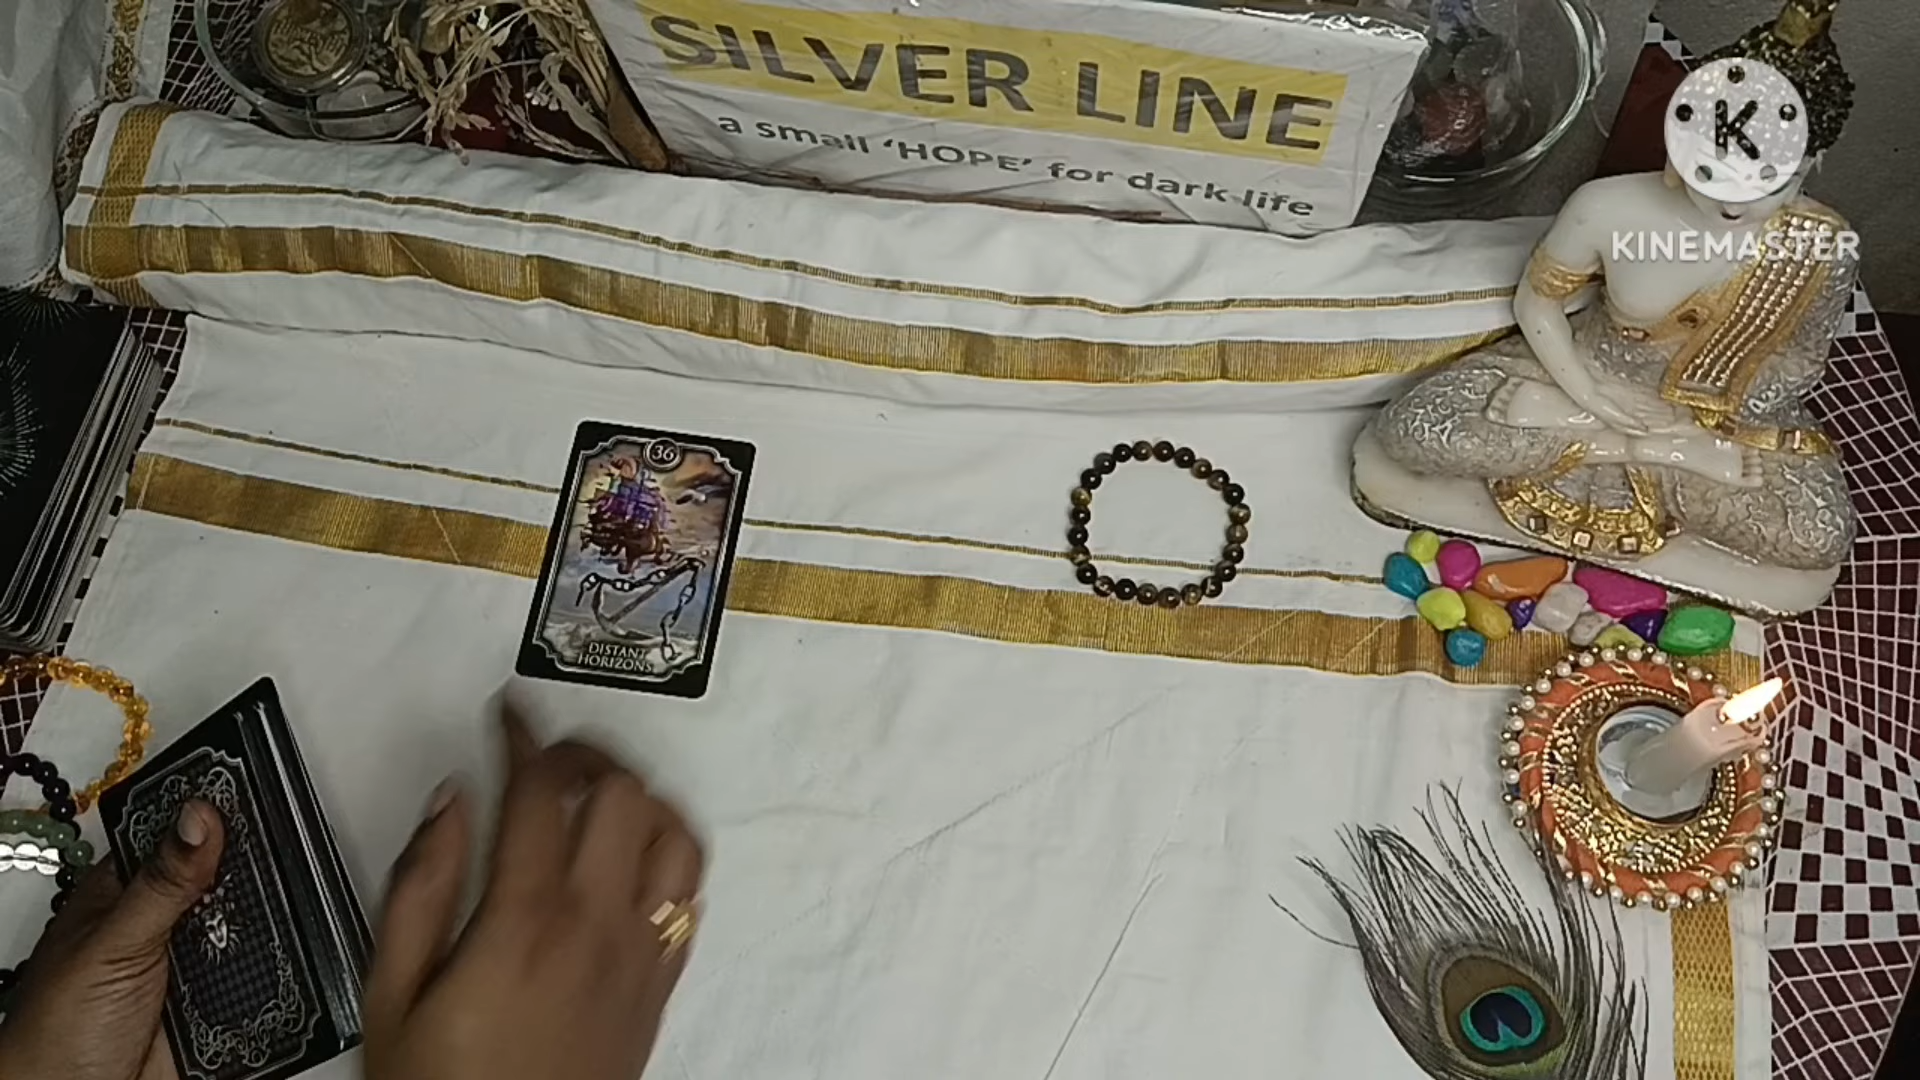 SILVER LINE
a small ‘HOPE’ for dark life
K
KINEMASTER
36
DISTANT
HORIZONS